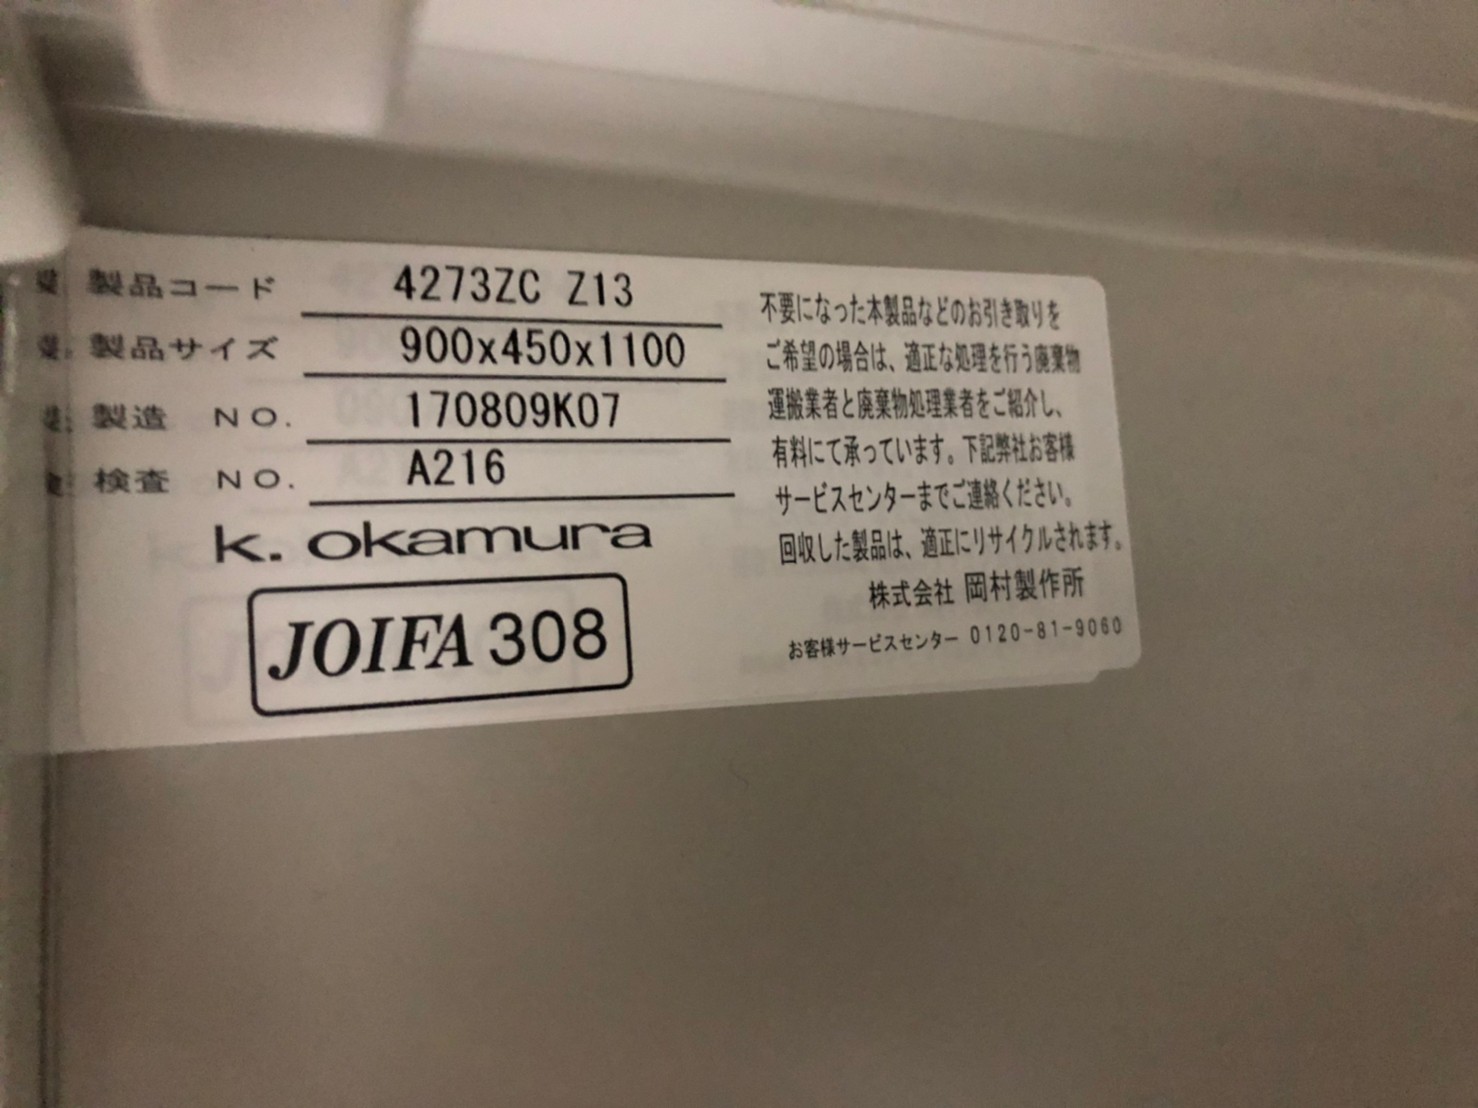 製品コード 4273ZC Z13
製品サイズ 900x450x1100
製造 NO. 170809K07
検査 NO. A216
k. okamura
JOIFA 308
不要になった本製品などのお引き取りを
ご希望の場合は、適正な処理を行う廃棄物
運搬業者と廃棄物処理業者をご紹介し、
有料にて承っています。下記弊社お客様
サービスセンターまでご連絡ください。
回収した製品は、適正にリサイクルされます。
株式会社 岡村製作所
お客様サービスセンター 0120-81-9060